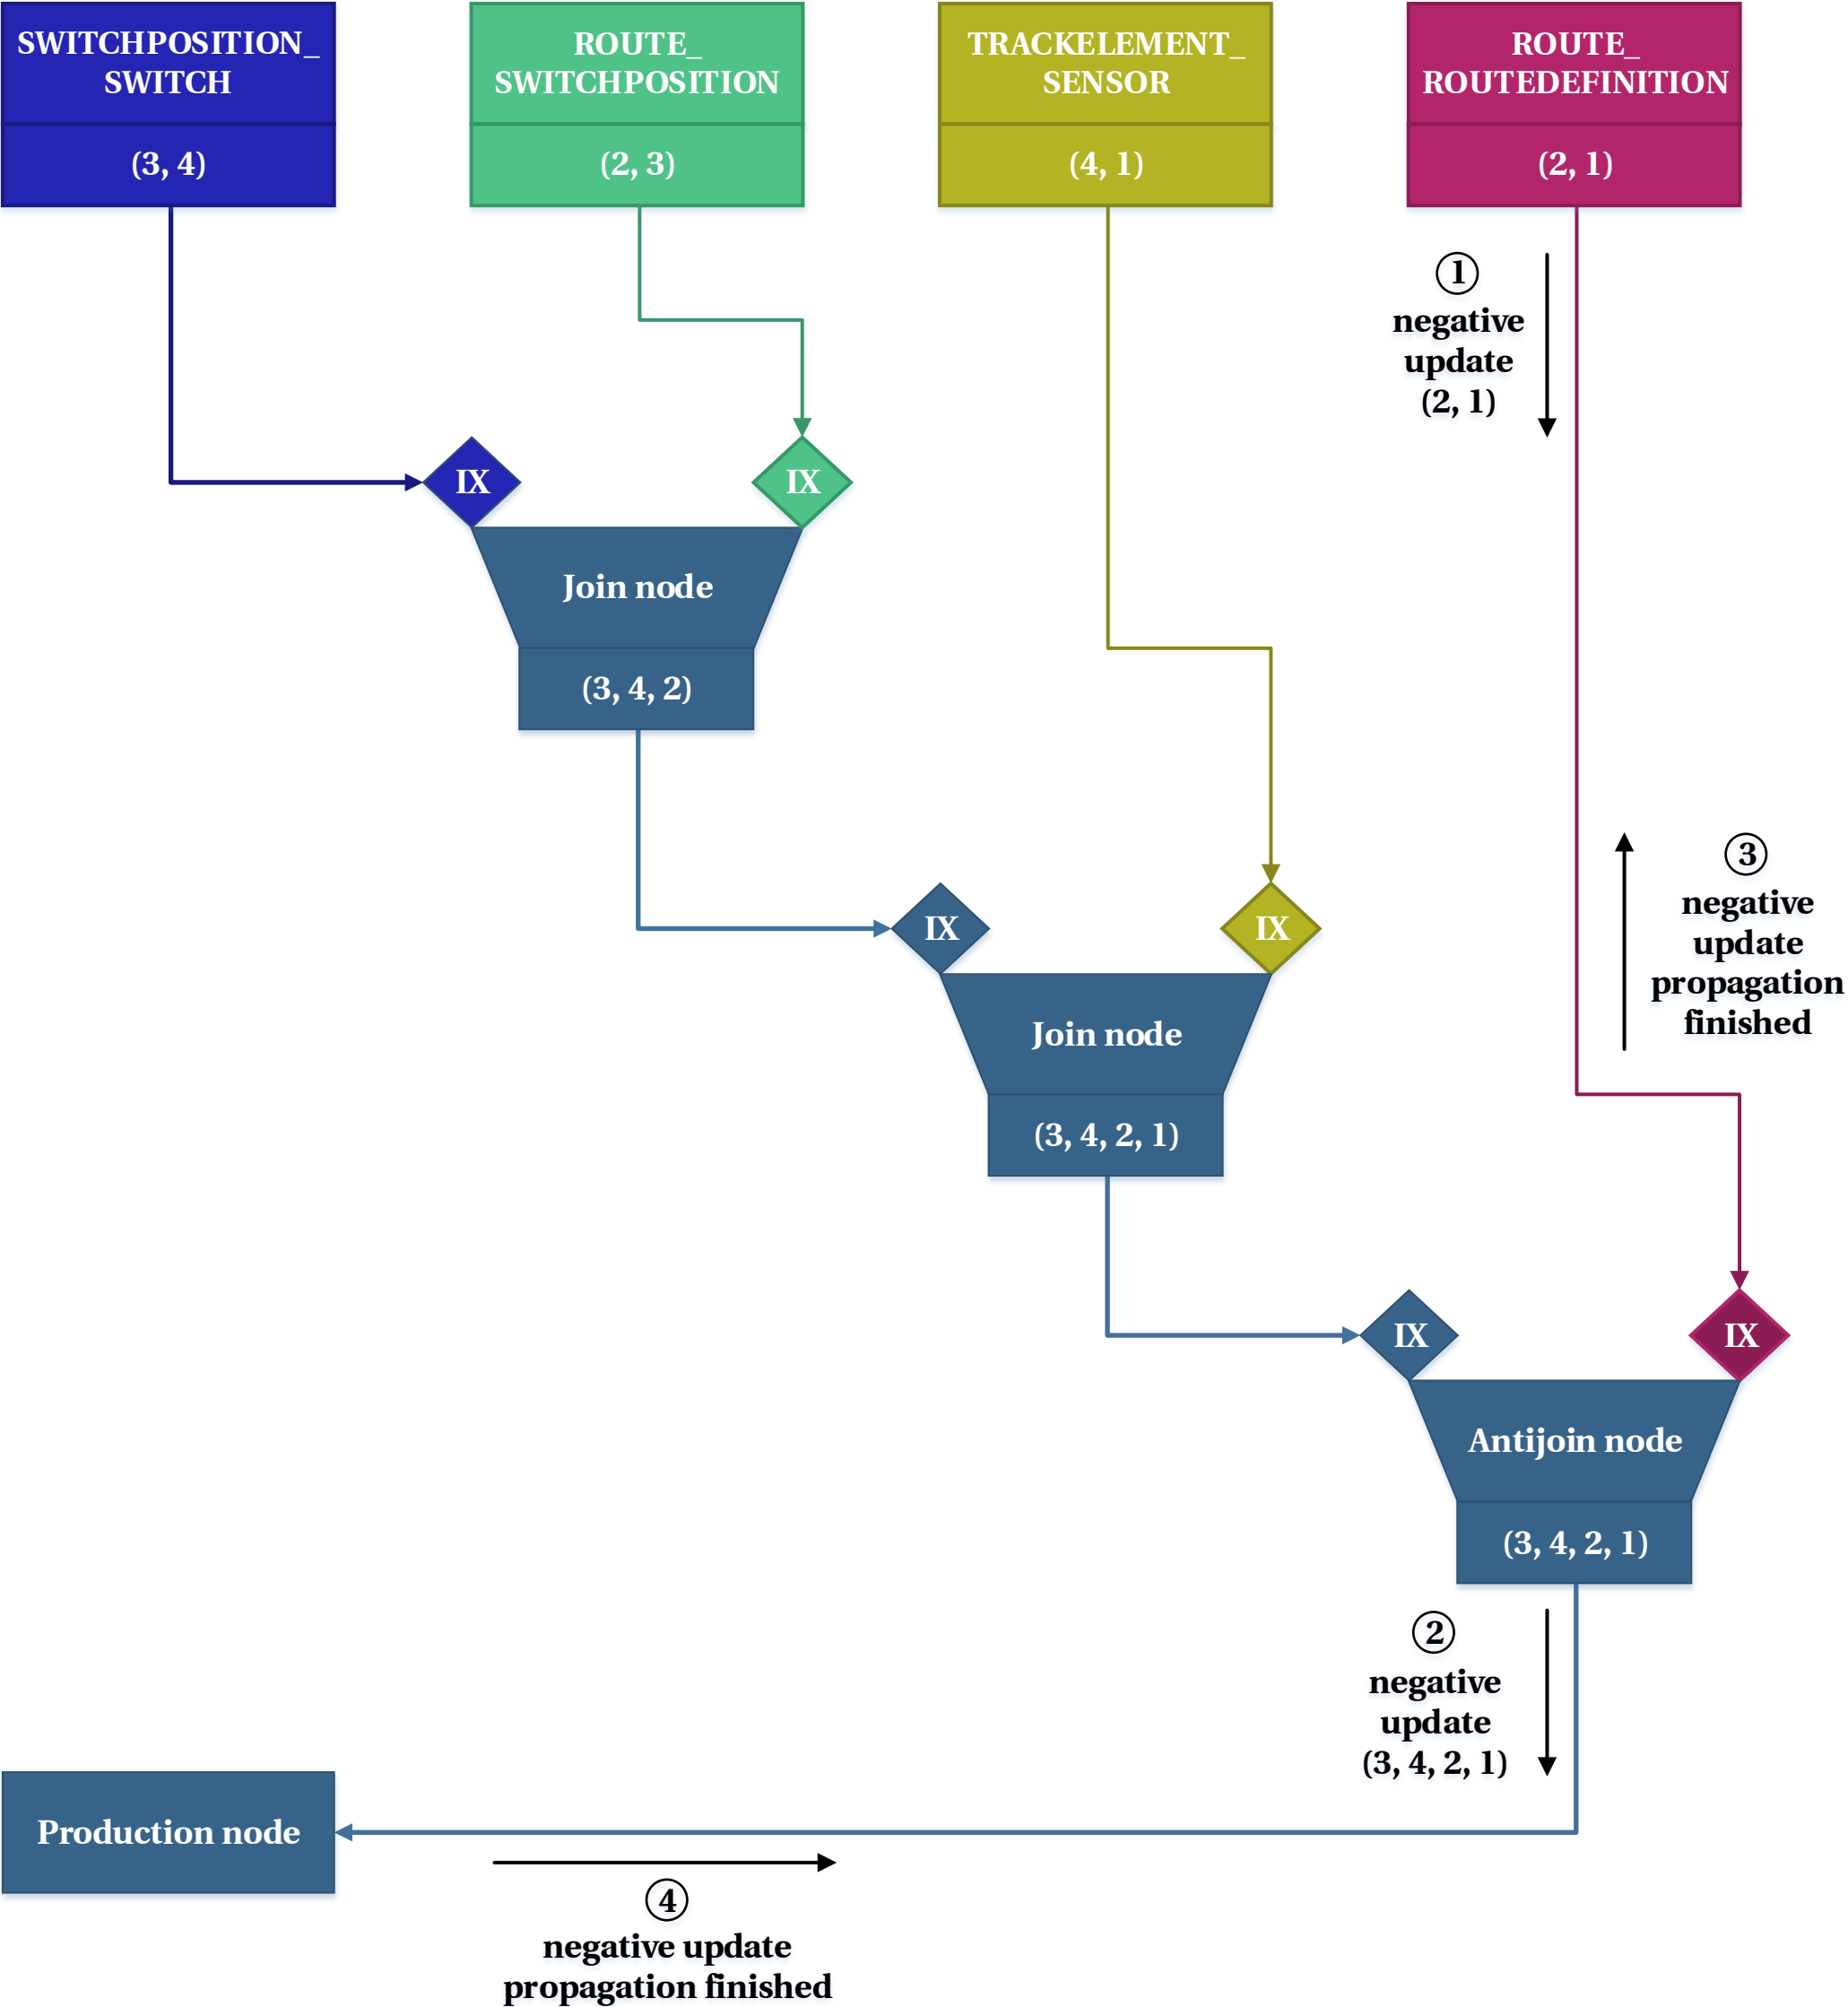 SWITCHPOSITION_
SWITCH
(3, 4)
ROUTE_
SWITCHPOSITION
(2, 3)
TRACKELEMENT_
SENSOR
(4, 1)
ROUTE_
ROUTEDEFINITION
(2, 1)
1
negative
update
(2, 1)
IX
IX
Join node
(3, 4, 2)
3
negative
update
propagation
finished
IX
IX
Join node
(3, 4, 2, 1)
IX
IX
Antijoin node
(3, 4, 2, 1)
2
negative
update
(3, 4, 2, 1)
Production node
4
negative update
propagation finished